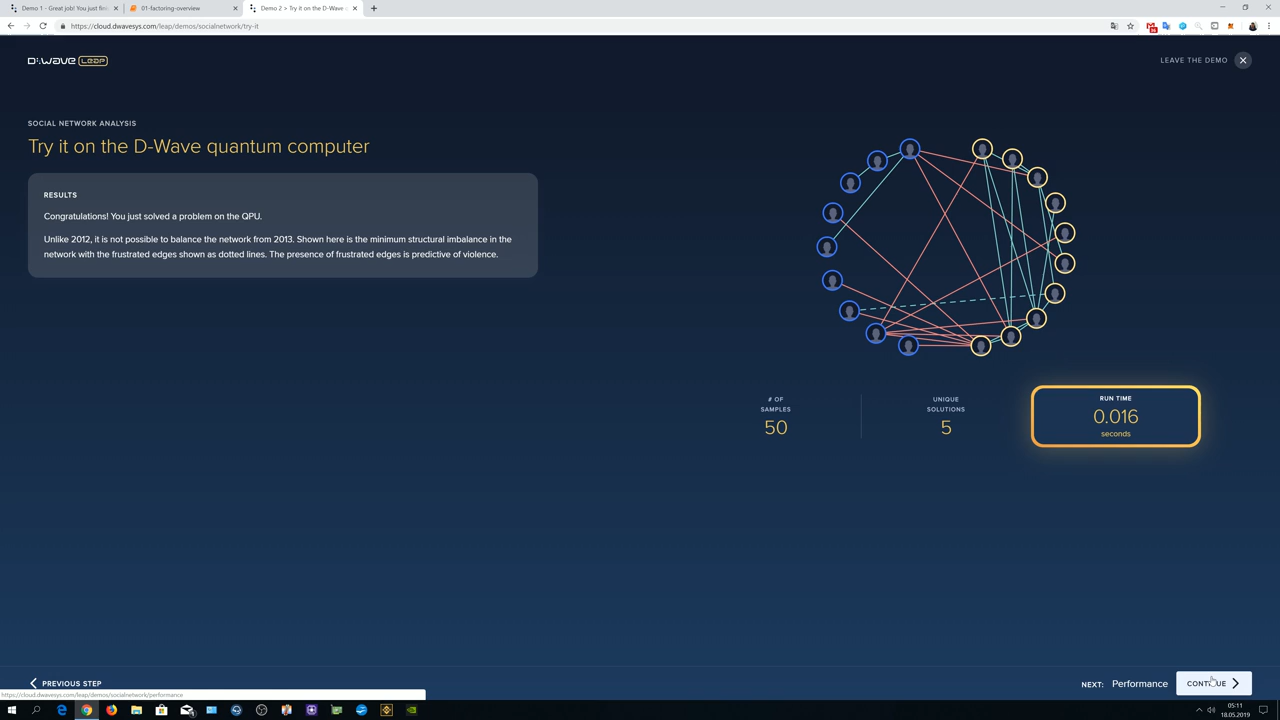 Demo 1 - Great job! You just fini
01-factoring-overview
Demo 2 > Try it on the D-Wave
https://cloud.dwavesys.com/leap/demos/socialnetwork/try-it
D:Wave LEAP
LEAVE THE DEMO
SOCIAL NETWORK ANALYSIS
Try it on the D-Wave quantum computer
RESULTS
Congratulations! You just solved a problem on the QPU.
Unlike 2012, it is not possible to balance the network from 2013. Shown here is the minimum structural imbalance in the
network with the frustrated edges shown as dotted lines. The presence of frustrated edges is predictive of violence.
# OF
SAMPLES
50
UNIQUE
SOLUTIONS
5
RUN TIME
0.016
seconds
PREVIOUS STEP
NEXT: Performance
CONTINUE
https://cloud.dwavesys.com/leap/demos/socialnetwork/performance
05:11
18.05.2019